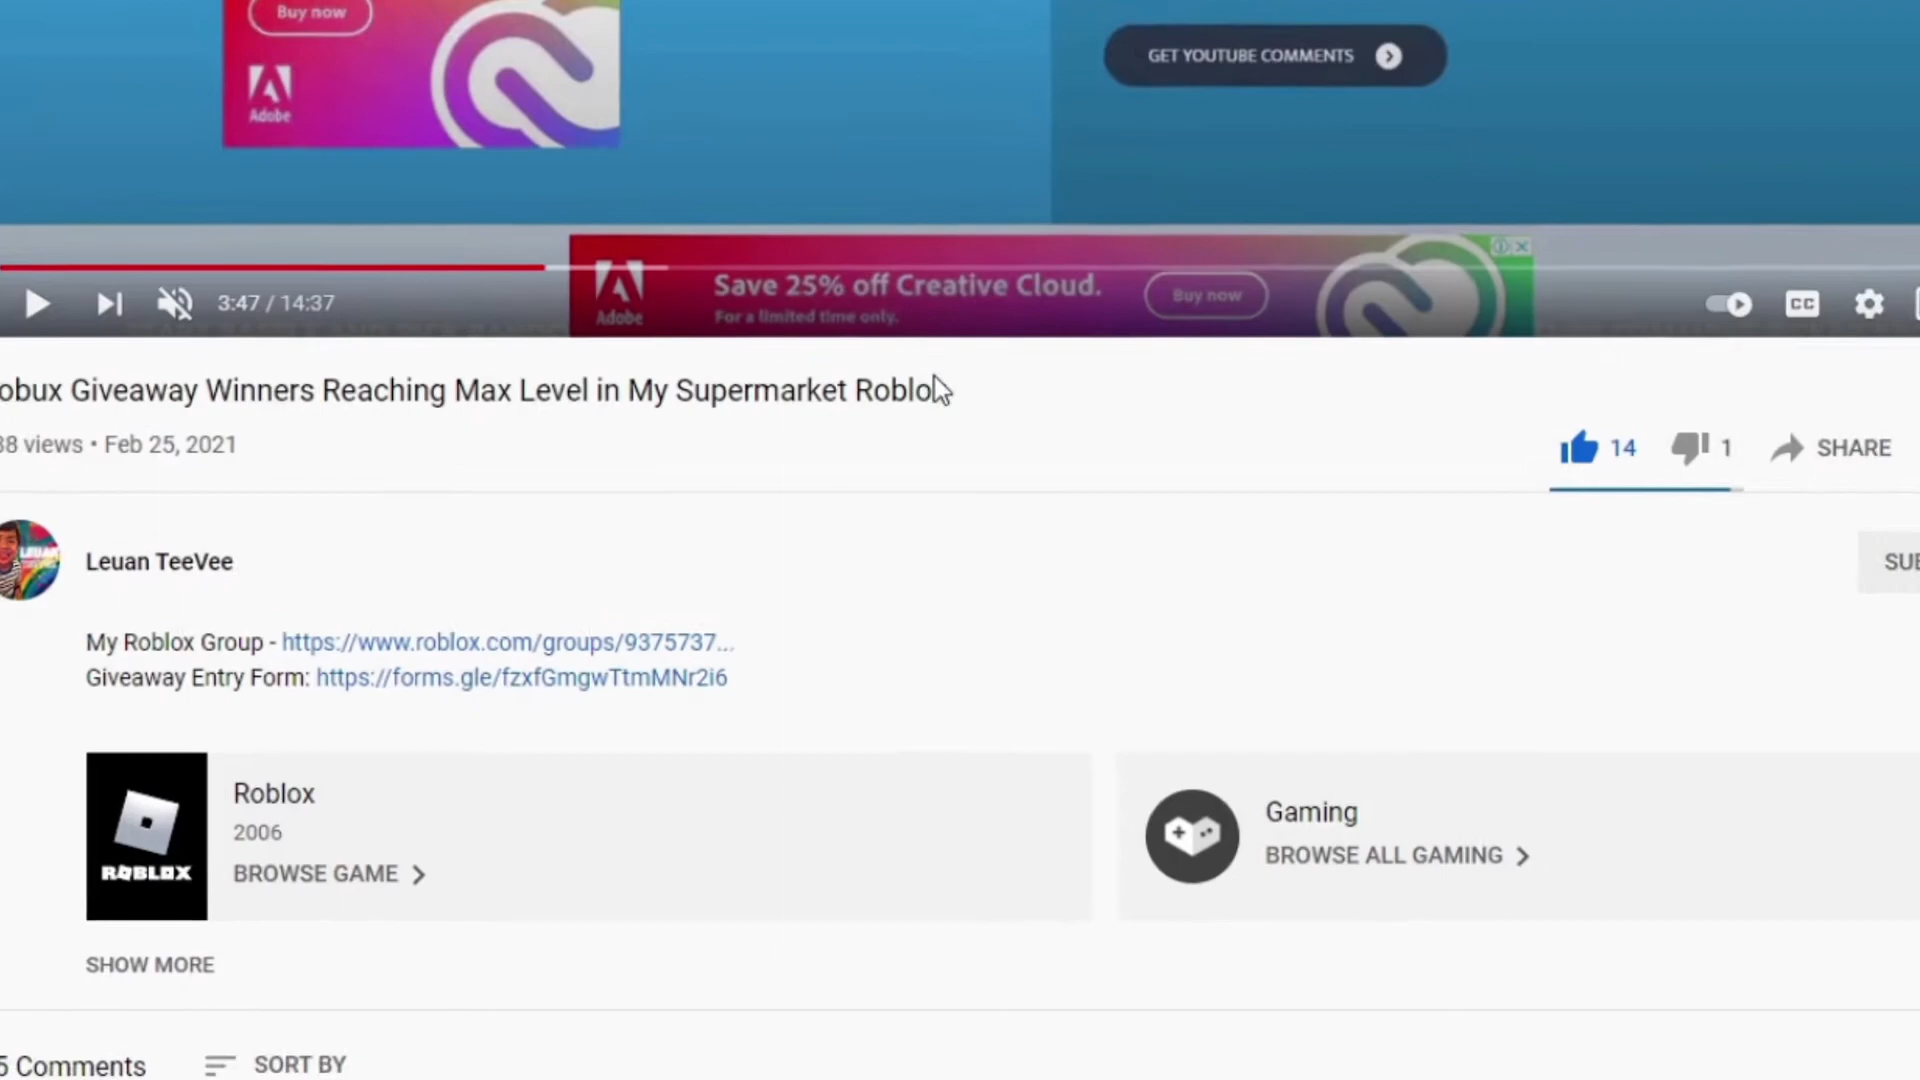 Buy now
Adobe
GET YOUTUBE COMMENTS
Adobe
Save 25% off Creative Cloud.
For a limited time only.
Buy now
3:47 / 14:37
CC
obux Giveaway Winners Reaching Max Level in My Supermarket Roblo
38 views • Feb 25, 2021
14
1
SHARE
Leuan TeeVee
SUB
My Roblox Group - https://www.roblox.com/groups/9375737...
Giveaway Entry Form: https://forms.gle/fzxfGmgwTtmMNr2i6
ROBLOX
Roblox
2006
BROWSE GAME
Gaming
BROWSE ALL GAMING
SHOW MORE
5 Comments
SORT BY